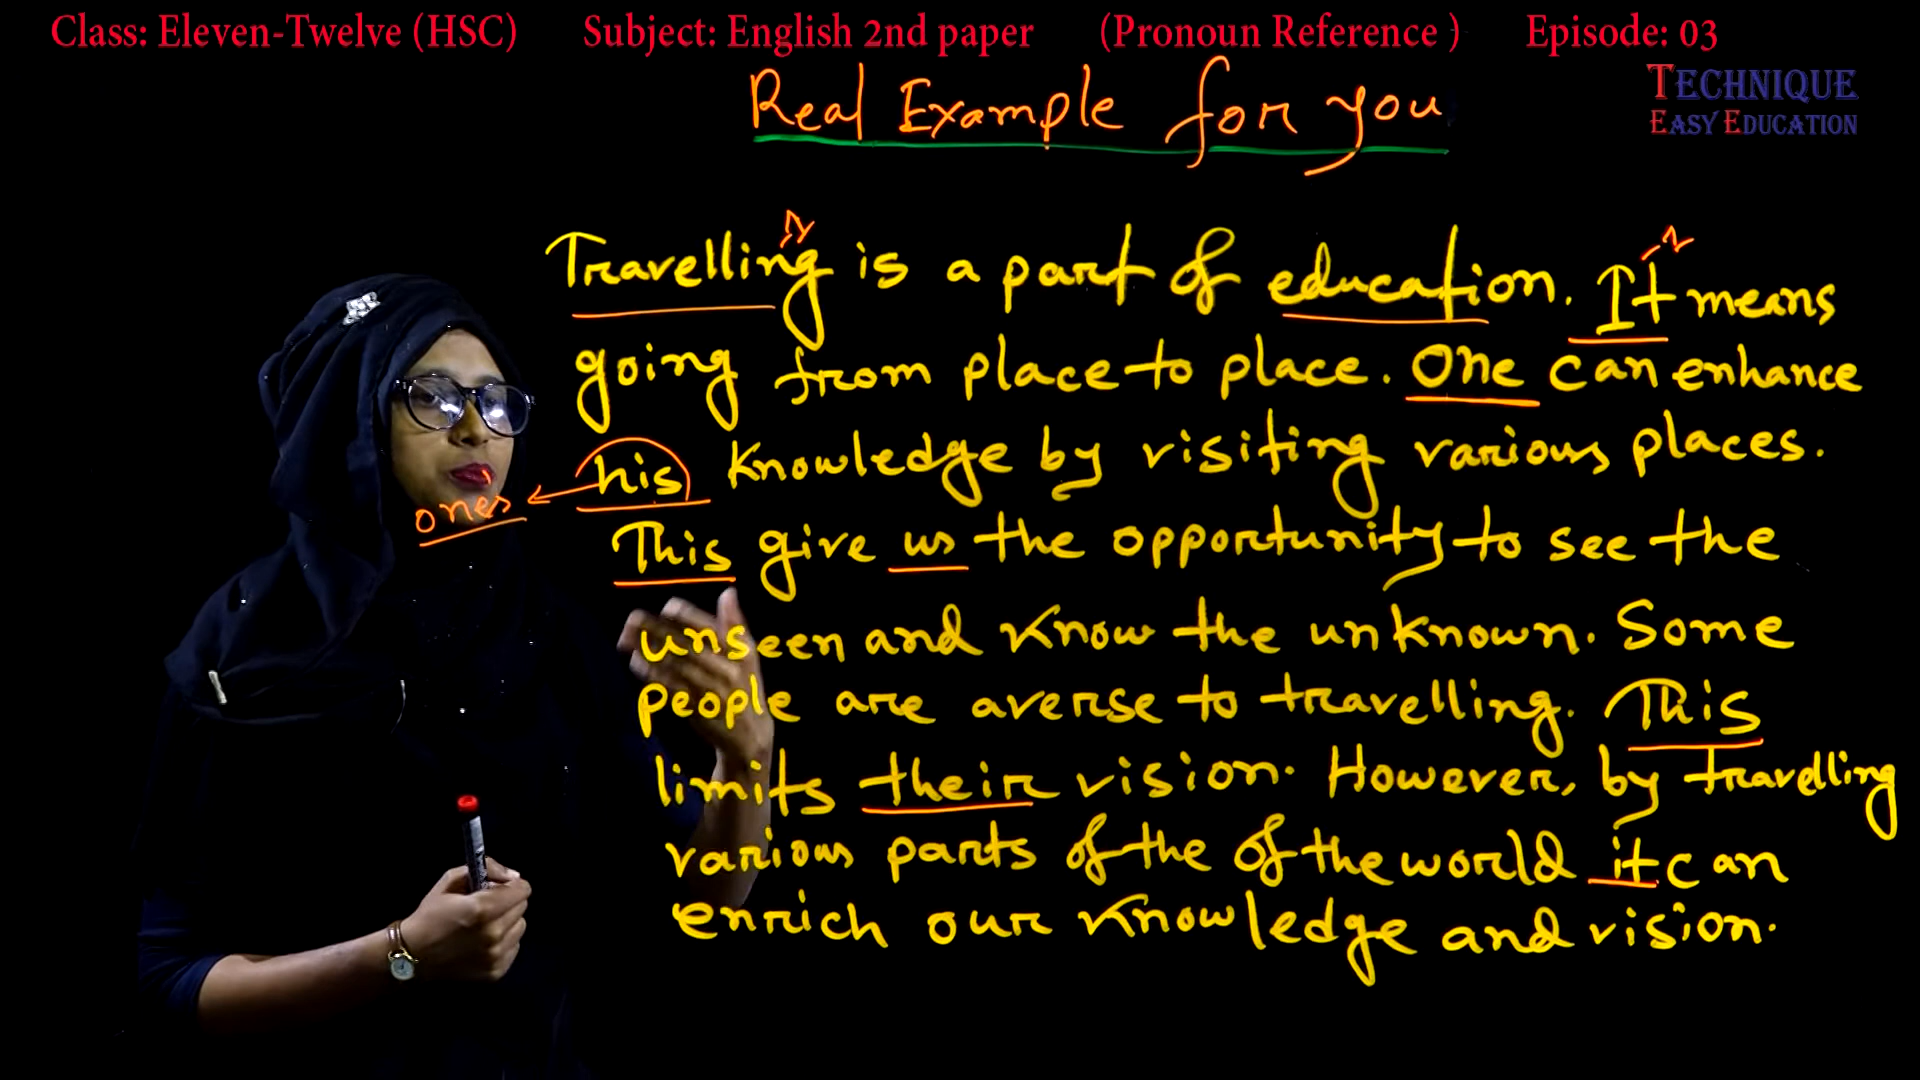 Class: Eleven-Twelve (HSC) Subject: English 2nd paper (Pronoun Reference ) Episode: 03
TECHNIQUE
EASY EDUCATION
Real Example for you
Travelling is a part of education. It means
going from place to place. One can enhance
his knowledge by visiting various places.
ones
This give us the opportunity to see the
unseen and know the unknown. Some
people are averse to travelling. This
limits their vision. However, by travelling
various parts of the of the world it can
enrich our knowledge and vision.